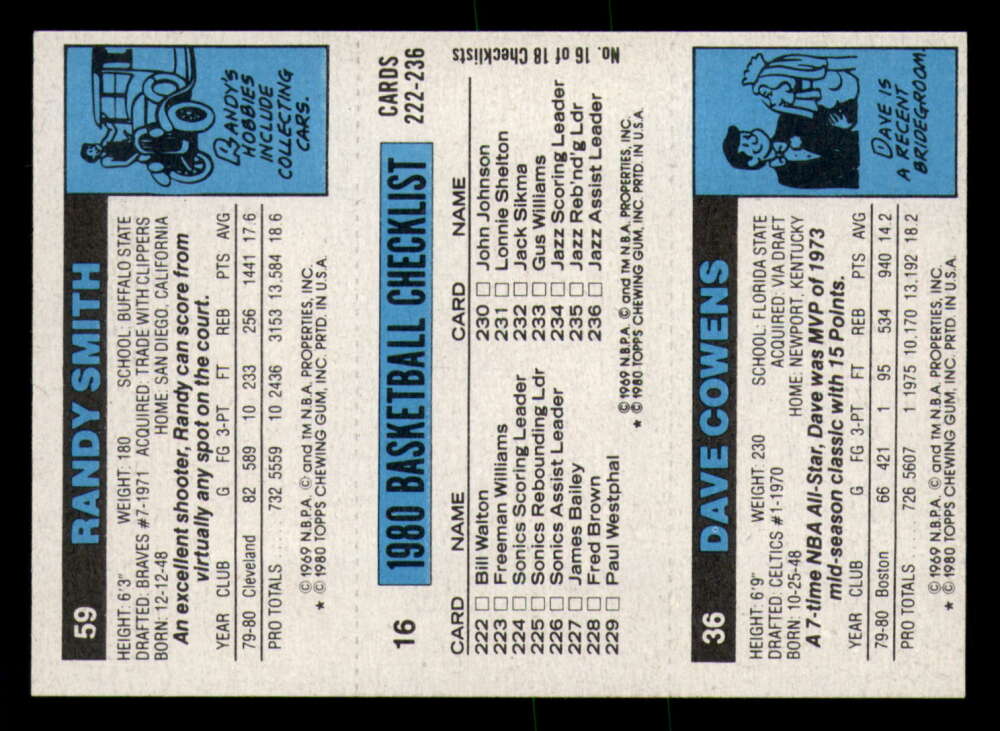 59 RANDY SMITH
HEIGHT: 6'3" WEIGHT: 180 SCHOOL: BUFFALO STATE
DRAFTED: BRAVES #7-1971 ACQUIRED: TRADE WITH CLIPPERS
BORN: 12-12-48 HOME: SAN DIEGO, CALIFORNIA
An excellent shooter, Randy can score from
virtually any spot on the court.
YEAR CLUB G FG 3-PT FT REB PTS AVG
79-80 Cleveland 82 589 10 233 256 1441 17.6
PRO TOTALS 732 5559 10 2436 3153 13,584 18.6
© 1969 N.B.P.A. © and TM N.B.A. PROPERTIES, INC.
★ © 1980 TOPPS CHEWING GUM, INC. PRTD. IN U.S.A.
RANDY'S
HOBBIES
INCLUDE
COLLECTING
CARS.
16 1980 BASKETBALL CHECKLIST CARDS
222-236
CARD NAME CARD NAME
222 □ Bill Walton 230 □ John Johnson
223 □ Freeman Williams 231 □ Lonnie Shelton
224 □ Sonics Scoring Leader 232 □ Jack Sikma
225 □ Sonics Rebounding Ldr 233 □ Gus Williams
226 □ Sonics Assist Leader 234 □ Jazz Scoring Leader
227 □ James Bailey 235 □ Jazz Reb'nd'g Ldr
228 □ Fred Brown 236 □ Jazz Assist Leader
229 □ Paul Westphal
© 1969 N.B.P.A. © and TM N.B.A. PROPERTIES, INC.
★ © 1980 TOPPS CHEWING GUM, INC. PRTD. IN U.S.A.
No. 16 of 18 Checklists
36 DAVE COWENS
HEIGHT: 6'9" WEIGHT: 230 SCHOOL: FLORIDA STATE
DRAFTED: CELTICS #1-1970 ACQUIRED: VIA DRAFT
BORN: 10-25-48 HOME: NEWPORT, KENTUCKY
A 7-time NBA All-Star, Dave was MVP of 1973
mid-season classic with 15 Points.
YEAR CLUB G FG 3-PT FT REB PTS AVG
79-80 Boston 66 421 1 95 534 940 14.2
PRO TOTALS 726 5607 1 1975 10,170 13,192 18.2
© 1969 N.B.P.A. © and TM N.B.A. PROPERTIES, INC.
★ © 1980 TOPPS CHEWING GUM, INC. PRTD. IN U.S.A.
DAVE IS
A RECENT
BRIDEGROOM.